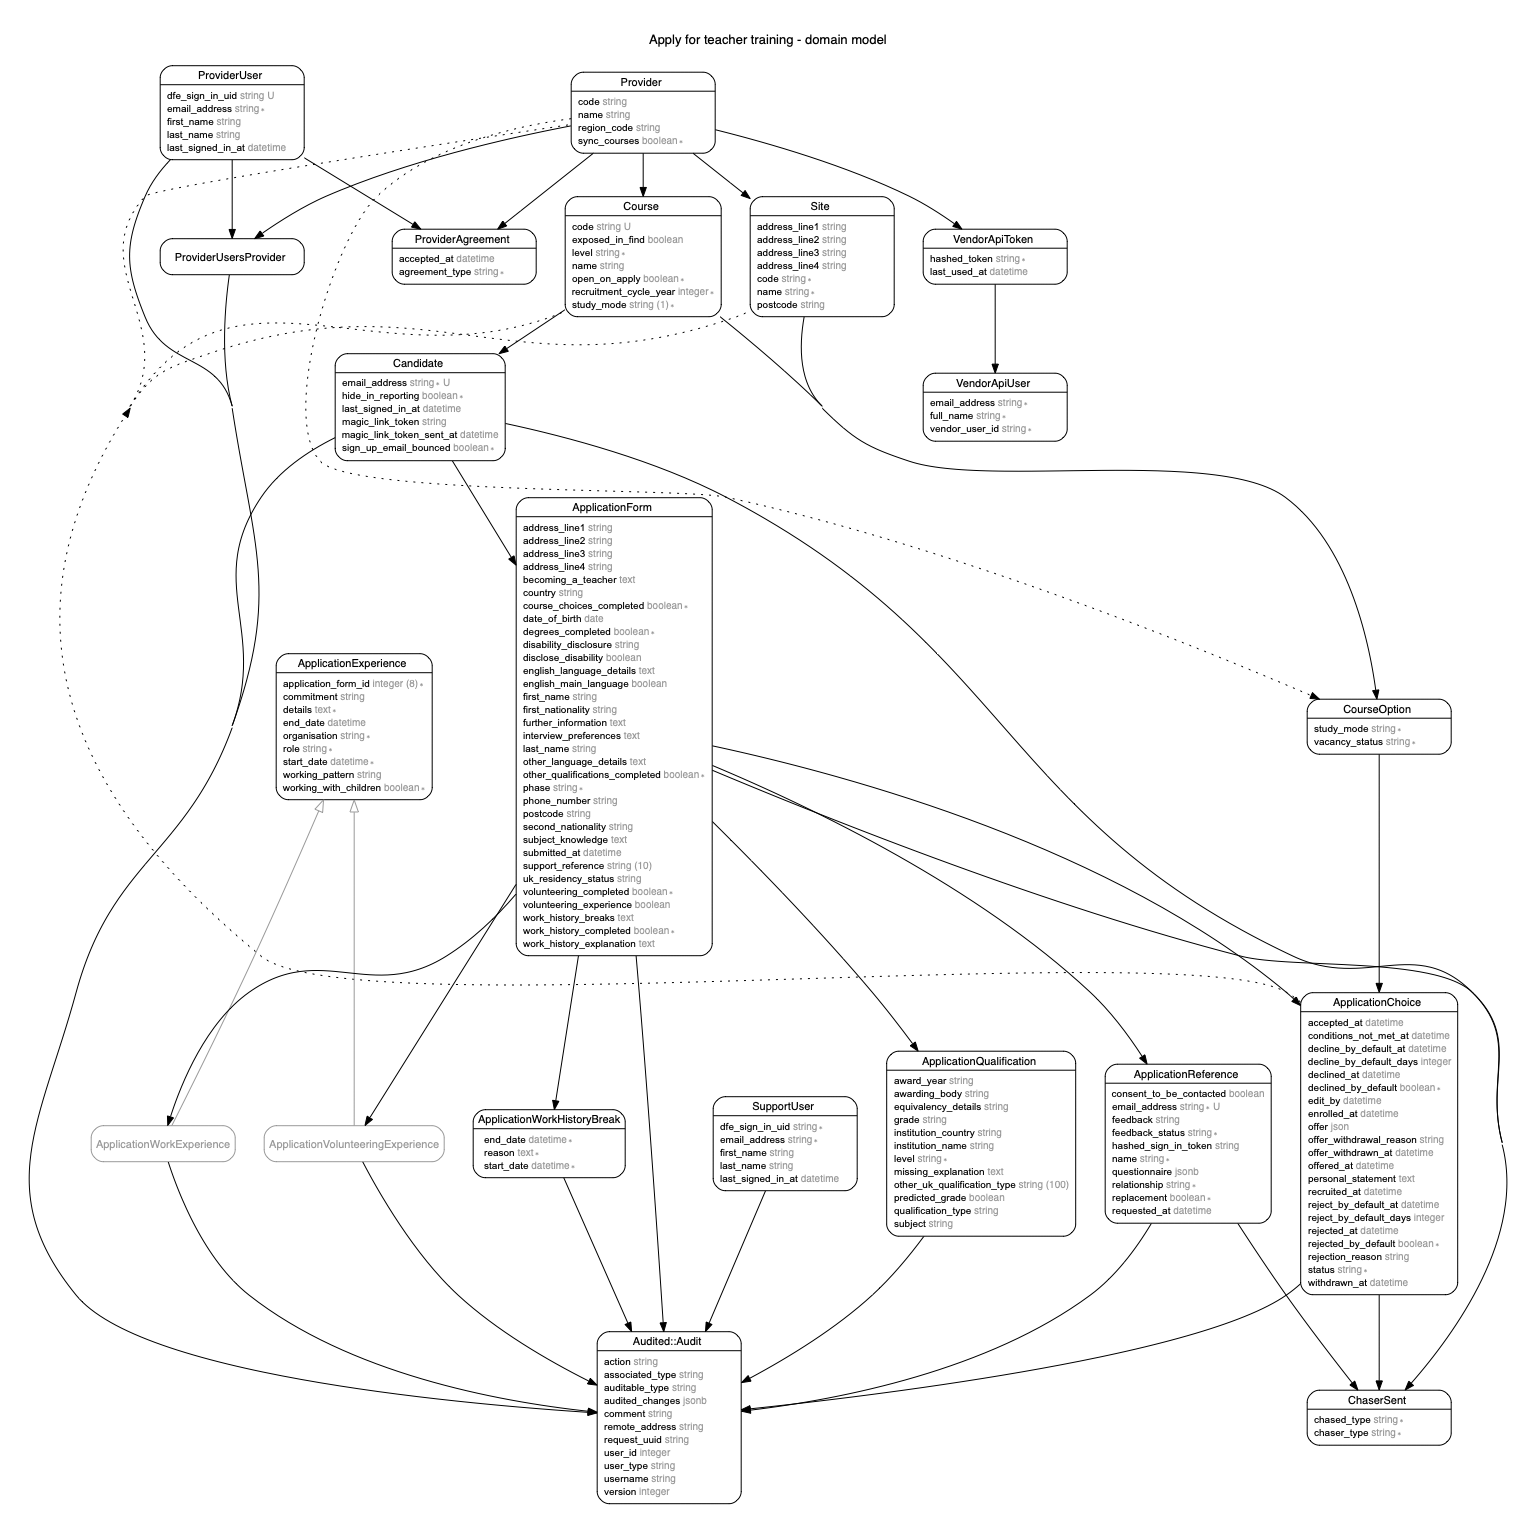 Apply for teacher training - domain model
ProviderUser
dfe_sign_in_uid string U
email_address string ∗
first_name string
last_name string
last_signed_in_at datetime
Provider
code string
name string
region_code string
sync_courses boolean ∗
ProviderUsersProvider
ProviderAgreement
accepted_at datetime
agreement_type string ∗
Course
code string U
exposed_in_find boolean
level string ∗
name string
open_on_apply boolean ∗
recruitment_cycle_year integer ∗
study_mode string (1) ∗
Site
address_line1 string
address_line2 string
address_line3 string
address_line4 string
code string ∗
name string ∗
postcode string
VendorApiToken
hashed_token string ∗
last_used_at datetime
Candidate
email_address string ∗ U
hide_in_reporting boolean ∗
last_signed_in_at datetime
magic_link_token string
magic_link_token_sent_at datetime
sign_up_email_bounced boolean ∗
VendorApiUser
email_address string ∗
full_name string ∗
vendor_user_id string ∗
ApplicationForm
address_line1 string
address_line2 string
address_line3 string
address_line4 string
becoming_a_teacher text
country string
course_choices_completed boolean ∗
date_of_birth date
degrees_completed boolean ∗
disability_disclosure string
disclose_disability boolean
english_language_details text
english_main_language boolean
first_name string
first_nationality string
further_information text
interview_preferences text
last_name string
other_language_details text
other_qualifications_completed boolean ∗
phase string ∗
phone_number string
postcode string
second_nationality string
subject_knowledge text
submitted_at datetime
support_reference string (10)
uk_residency_status string
volunteering_completed boolean ∗
volunteering_experience boolean
work_history_breaks text
work_history_completed boolean ∗
work_history_explanation text
ApplicationExperience
application_form_id integer (8) ∗
commitment string
details text ∗
end_date datetime
organisation string ∗
role string ∗
start_date datetime ∗
working_pattern string
working_with_children boolean ∗
CourseOption
study_mode string ∗
vacancy_status string ∗
ApplicationChoice
accepted_at datetime
conditions_not_met_at datetime
decline_by_default_at datetime
decline_by_default_days integer
declined_at datetime
declined_by_default boolean ∗
edit_by datetime
enrolled_at datetime
offer json
offer_withdrawal_reason string
offer_withdrawn_at datetime
offered_at datetime
personal_statement text
recruited_at datetime
reject_by_default_at datetime
reject_by_default_days integer
rejected_at datetime
rejected_by_default boolean ∗
rejection_reason string
status string ∗
withdrawn_at datetime
ApplicationWorkExperience
ApplicationVolunteeringExperience
ApplicationWorkHistoryBreak
end_date datetime ∗
reason text ∗
start_date datetime ∗
SupportUser
dfe_sign_in_uid string ∗
email_address string ∗
first_name string
last_name string
last_signed_in_at datetime
ApplicationQualification
award_year string
awarding_body string
equivalency_details string
grade string
institution_country string
institution_name string
level string ∗
missing_explanation text
other_uk_qualification_type string (100)
predicted_grade boolean
qualification_type string
subject string
ApplicationReference
consent_to_be_contacted boolean
email_address string ∗ U
feedback string
feedback_status string ∗
hashed_sign_in_token string
name string ∗
questionnaire jsonb
relationship string ∗
replacement boolean ∗
requested_at datetime
Audited::Audit
action string
associated_type string
auditable_type string
audited_changes jsonb
comment string
remote_address string
request_uuid string
user_id integer
user_type string
username string
version integer
ChaserSent
chased_type string ∗
chaser_type string ∗